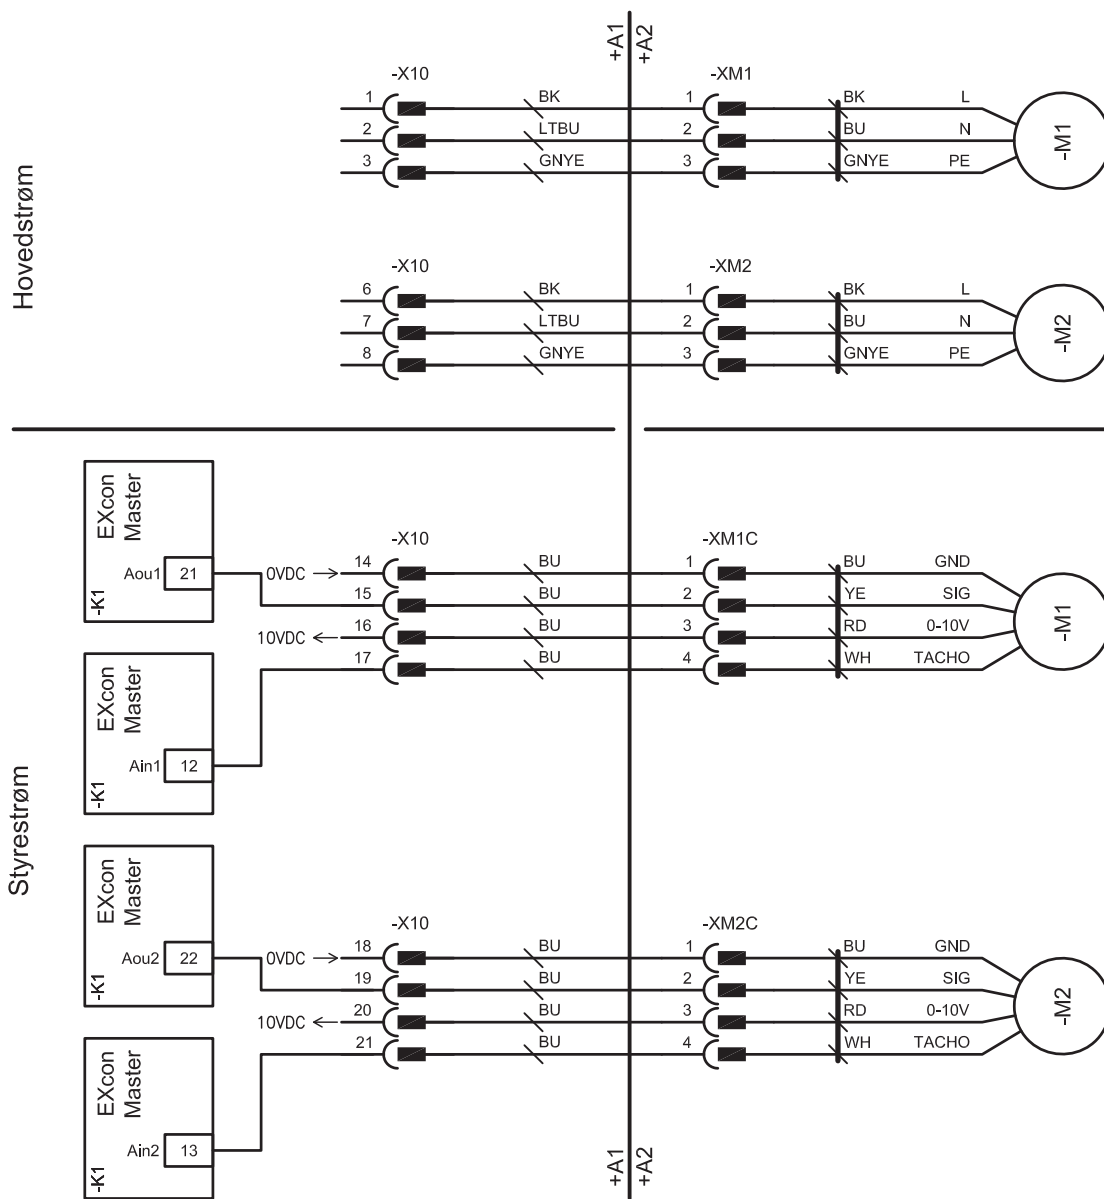 +A1
+A2
Hovedstrøm
-X10
-XM1
1
BK
1
BK
L
2
LTBU
2
BU
N
3
GNYE
3
GNYE
PE
-M1
-X10
-XM2
6
BK
1
BK
L
7
LTBU
2
BU
N
8
GNYE
3
GNYE
PE
-M2
Styrestrøm
EXcon
Master
Aou1
21
-K1
-X10
-XM1C
0VDC
14
BU
1
BU
GND
15
BU
2
YE
SIG
10VDC
16
BU
3
RD
0-10V
17
BU
4
WH
TACHO
-M1
EXcon
Master
Ain1
12
-K1
EXcon
Master
Aou2
22
-K1
-X10
-XM2C
0VDC
18
BU
1
BU
GND
19
BU
2
YE
SIG
10VDC
20
BU
3
RD
0-10V
21
BU
4
WH
TACHO
-M2
EXcon
Master
Ain2
13
-K1
+A1
+A2